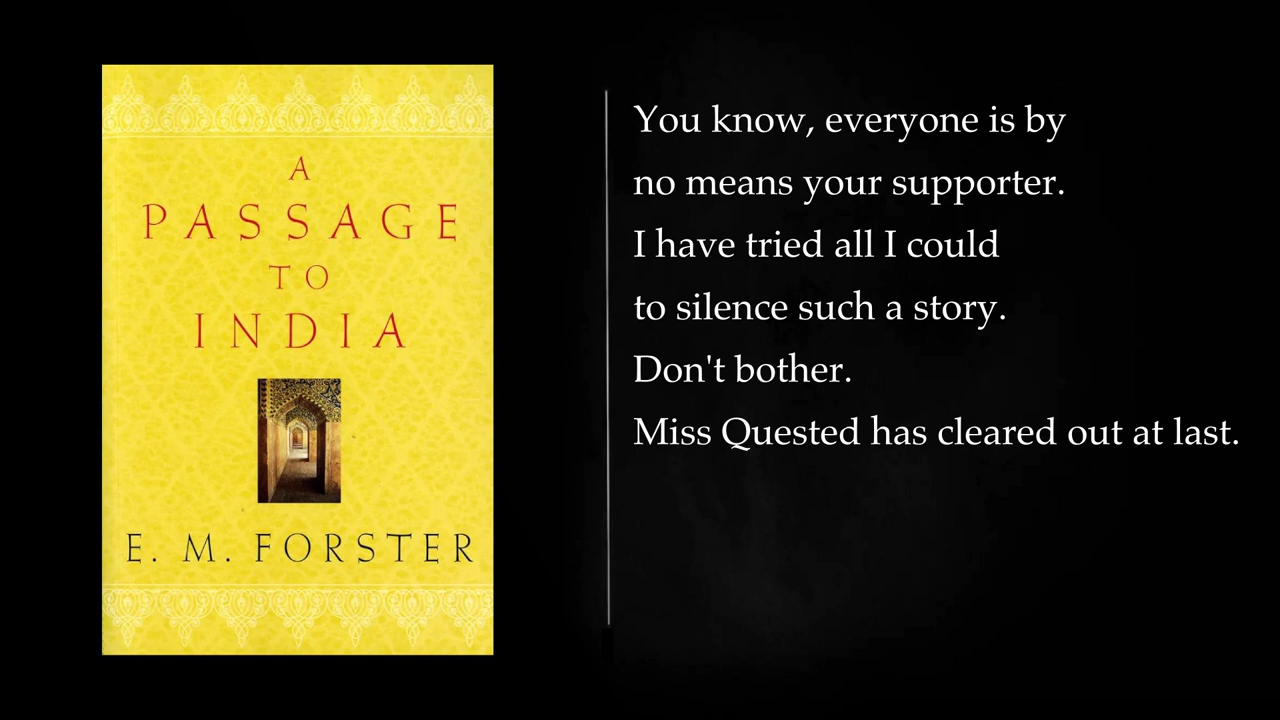 A
PASSAGE
TO
INDIA
E. M. FORSTER
You know, everyone is by
no means your supporter.
I have tried all I could
to silence such a story.
Don't bother.
Miss Quested has cleared out at last.